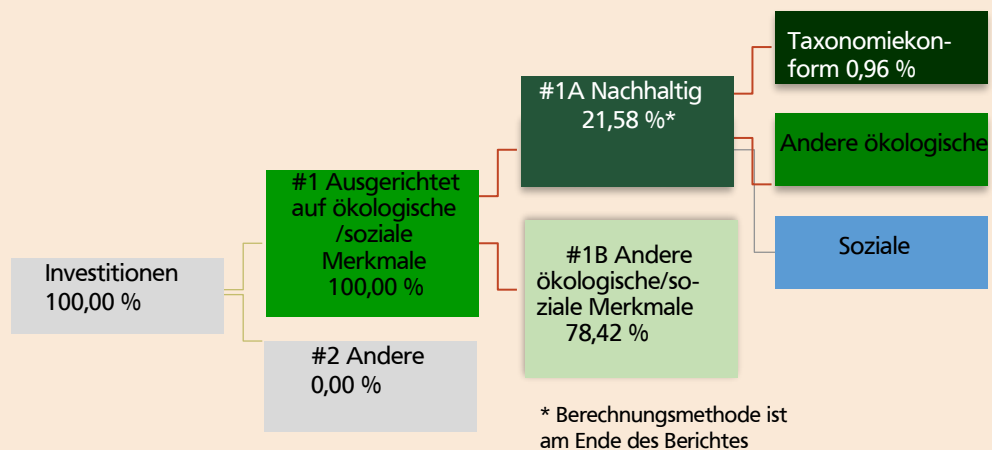 Investitionen
100,00 %
#1 Ausgerichtet
auf ökologische
/soziale
Merkmale
100,00 %
#2 Andere
0,00 %
#1A Nachhaltig
21,58 %*
#1B Andere
ökologische/so-
ziale Merkmale
78,42 %
Taxonomiekon-
form 0,96 %
Andere ökologische
Soziale
* Berechnungsmethode ist
am Ende des Berichtes